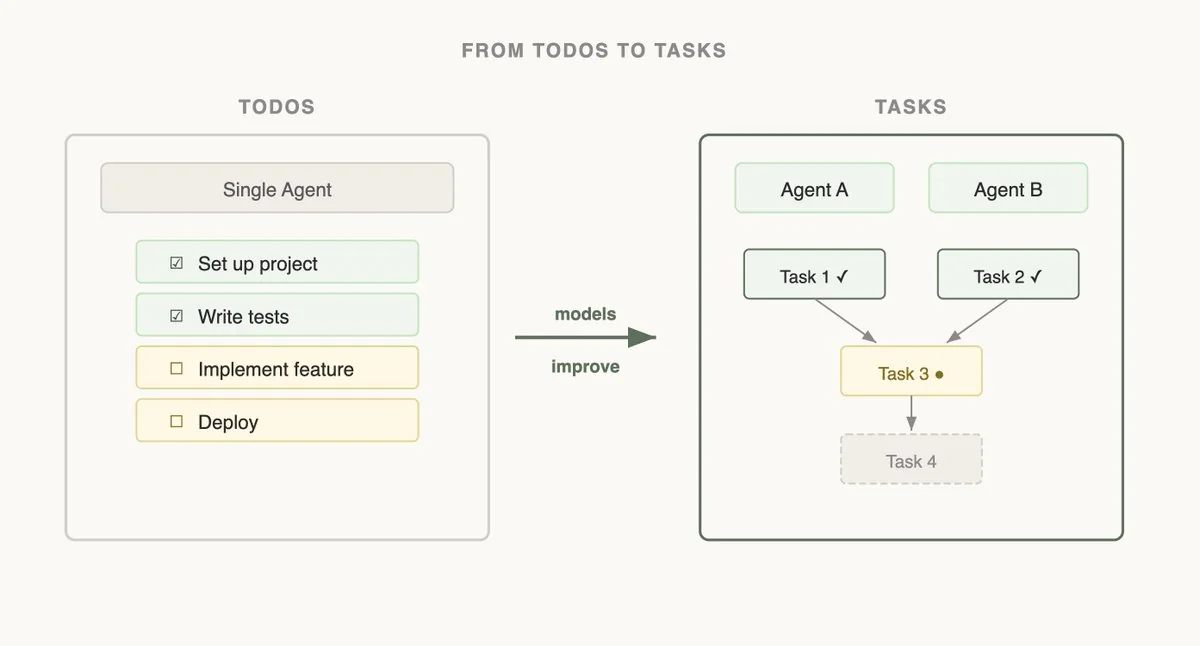 FROM TODOS TO TASKS
TODOS
Single Agent
☑ Set up project
☑ Write tests
☐ Implement feature
☐ Deploy
models
improve
TASKS
Agent A
Agent B
Task 1 ✓
Task 2 ✓
Task 3 ●
Task 4